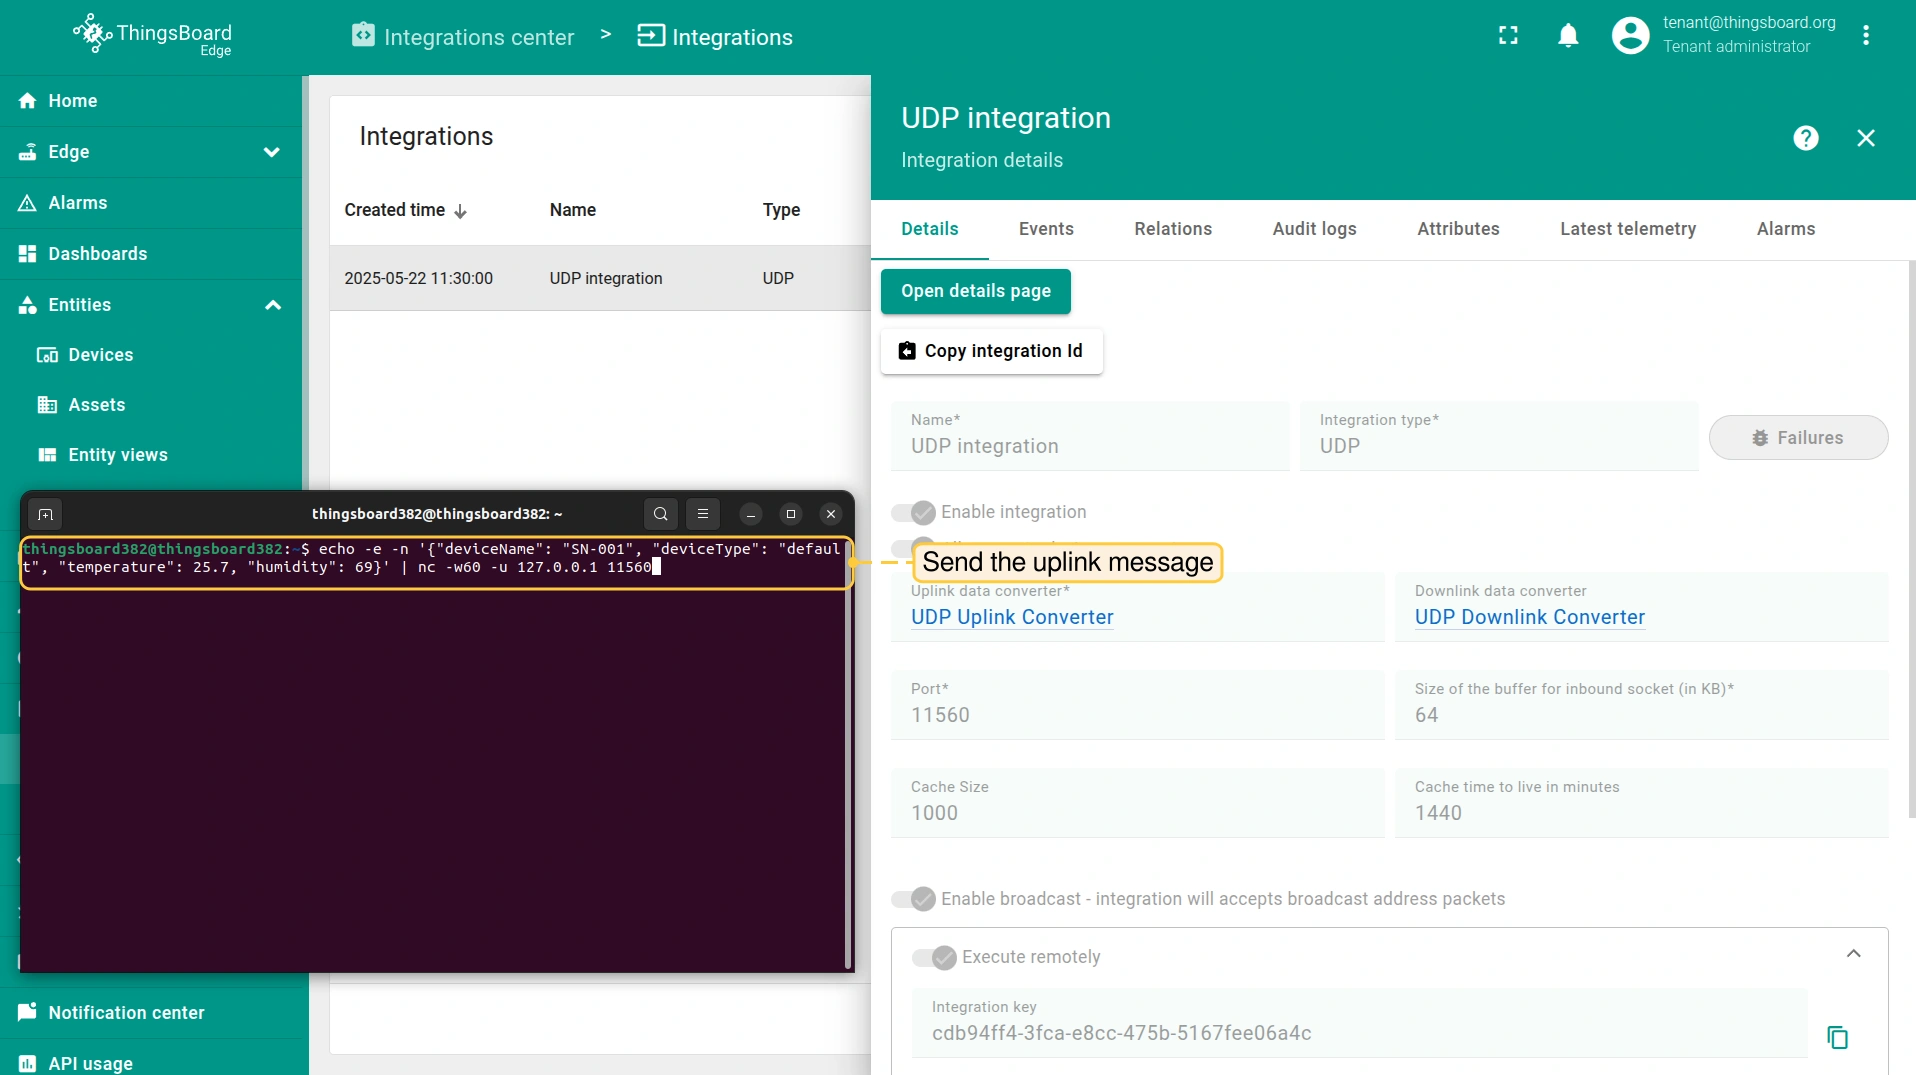 ThingsBoard
Edge
Integrations center > Integrations
tenant@thingsboard.org
Tenant administrator
Home
Edge
Alarms
Dashboards
Entities
Devices
Assets
Entity views
Notification center
API usage
Integrations
Created time Name Type
2025-05-22 11:30:00 UDP integration UDP
thingsboard382@thingsboard382: ~
thingsboard382@thingsboard382:~$ echo -e -n '{"deviceName": "SN-001", "deviceType": "defaul
t", "temperature": 25.7, "humidity": 69}' | nc -w60 -u 127.0.0.1 11560
Send the uplink message
UDP integration
Integration details
Details Events Relations Audit logs Attributes Latest telemetry Alarms
Open details page
Copy integration Id
Name* Integration type*
UDP integration UDP
Failures
Enable integration
Uplink data converter* Downlink data converter
UDP Uplink Converter UDP Downlink Converter
Port* Size of the buffer for inbound socket (in KB)*
11560 64
Cache Size Cache time to live in minutes
1000 1440
Enable broadcast - integration will accepts broadcast address packets
Execute remotely
Integration key
cdb94ff4-3fca-e8cc-475b-5167fee06a4c